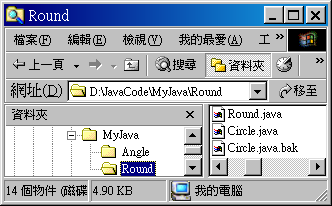 Round
檔案(F) 編輯(E) 檢視(V) 我的最愛(A) 工 »
上一頁 » 搜尋 資料夾 »
網址(D) D:\JavaCode\MyJava\Round 移至
資料夾
MyJava
Angle
Round
Round.java
Circle.java
Circle.java.bak
14 個物件 (磁碟 4.90 KB 我的電腦